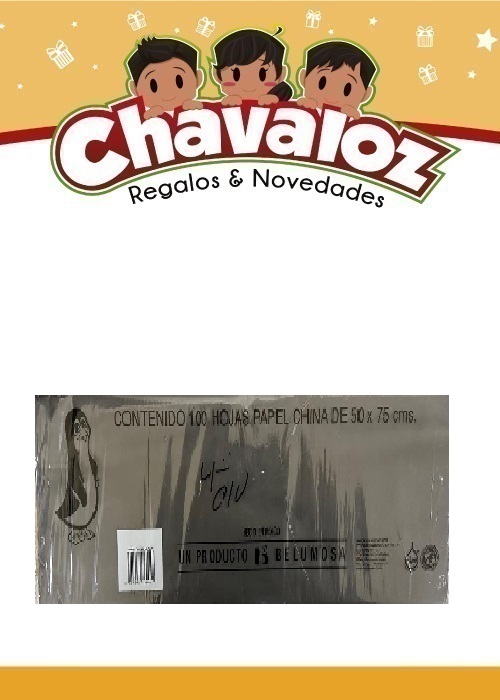 Chavaloz
Regalos & Novedades
CONTENIDO 100 HOJAS PAPEL CHINA DE 50 x 75 cms.
UN PRODUCTO BELUMOSA